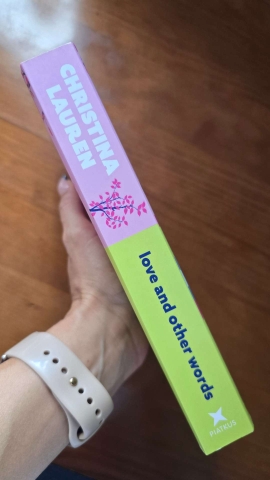 CHRISTINA
LAUREN
love and other words
PIATKUS